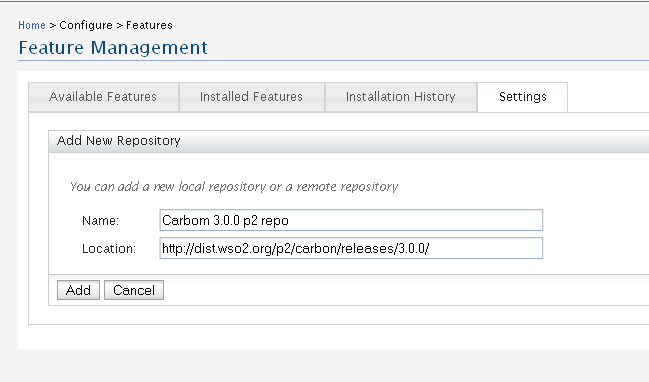 Home > Configure > Features
Feature Management
Available Features Installed Features Installation History Settings
Add New Repository
You can add a new local repository or a remote repository
Name: Carbom 3.0.0 p2 repo
Location: http://dist.wso2.org/p2/carbon/releases/3.0.0/
Add Cancel